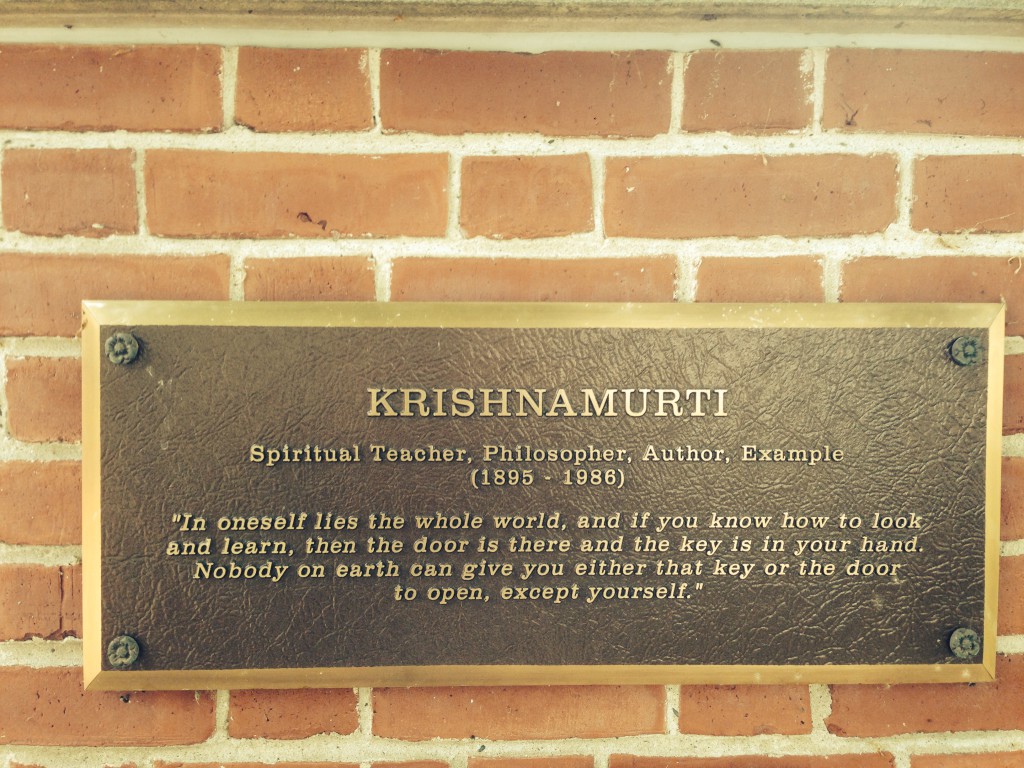 KRISHNAMURTI
Spiritual Teacher, Philosopher, Author, Example
(1895 - 1986)
"In oneself lies the whole world, and if you know how to look
and learn, then the door is there and the key is in your hand.
Nobody on earth can give you either that key or the door
to open, except yourself."